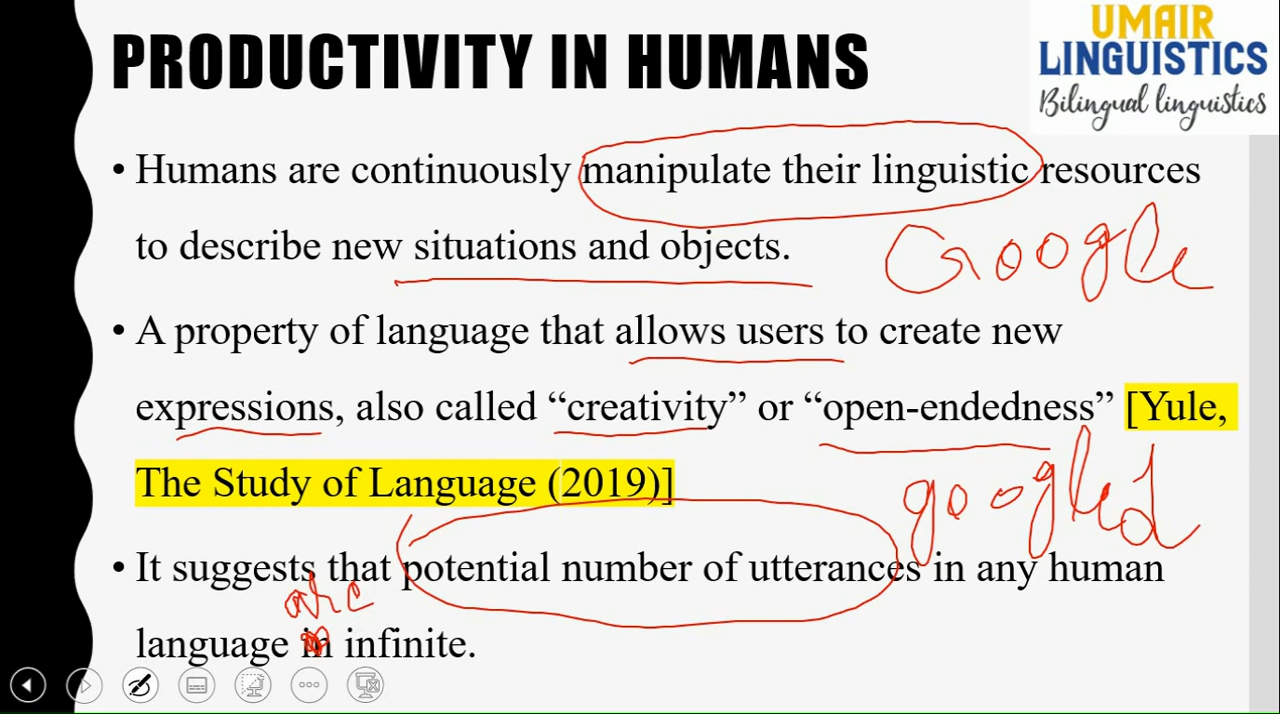 PRODUCTIVITY IN HUMANS
UMAIR
LINGUISTICS
Bilingual linguistics
• Humans are continuously manipulate their linguistic resources
to describe new situations and objects.
Google
• A property of language that allows users to create new
expressions, also called “creativity” or “open-endedness” [Yule,
The Study of Language (2019)]
googled
• It suggests that potential number of utterances in any human
are
language in infinite.